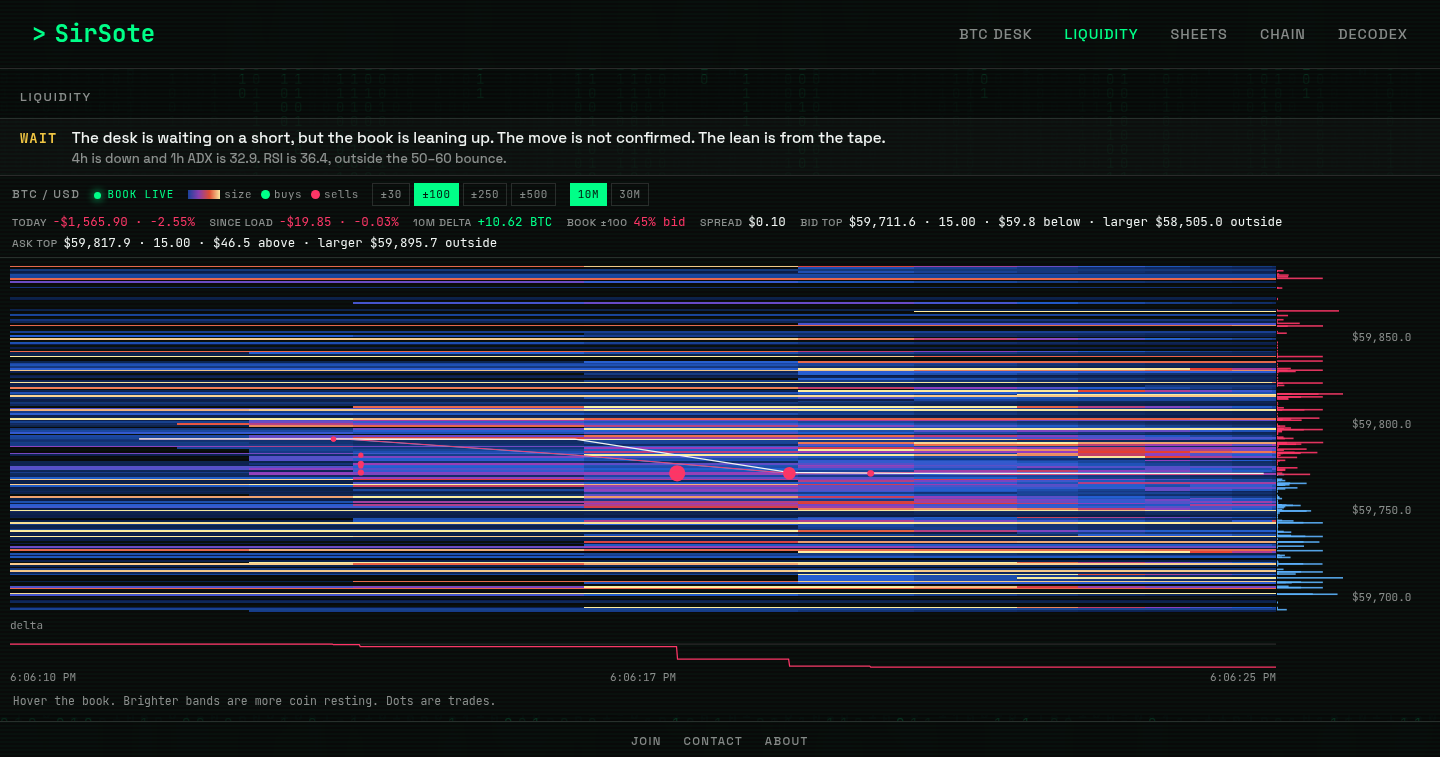 > SirSote
BTC DESK LIQUIDITY SHEETS CHAIN DECODEX
LIQUIDITY
WAIT The desk is waiting on a short, but the book is leaning up. The move is not confirmed. The lean is from the tape.
4h is down and 1h ADX is 32.9. RSI is 36.4, outside the 50–60 bounce.
BTC / USD BOOK LIVE size buys sells ±30 ±100 ±250 ±500 10M 30M
TODAY -$1,565.90 · -2.55% SINCE LOAD -$19.85 · -0.03% 10M DELTA +10.62 BTC BOOK ±100 45% bid SPREAD $0.10 BID TOP $59,711.6 · 15.00 · $59.8 below · larger $58,505.0 outside
ASK TOP $59,817.9 · 15.00 · $46.5 above · larger $59,895.7 outside
$59,850.0
$59,800.0
$59,750.0
$59,700.0
delta
6:06:10 PM 6:06:17 PM 6:06:25 PM
Hover the book. Brighter bands are more coin resting. Dots are trades.
JOIN CONTACT ABOUT